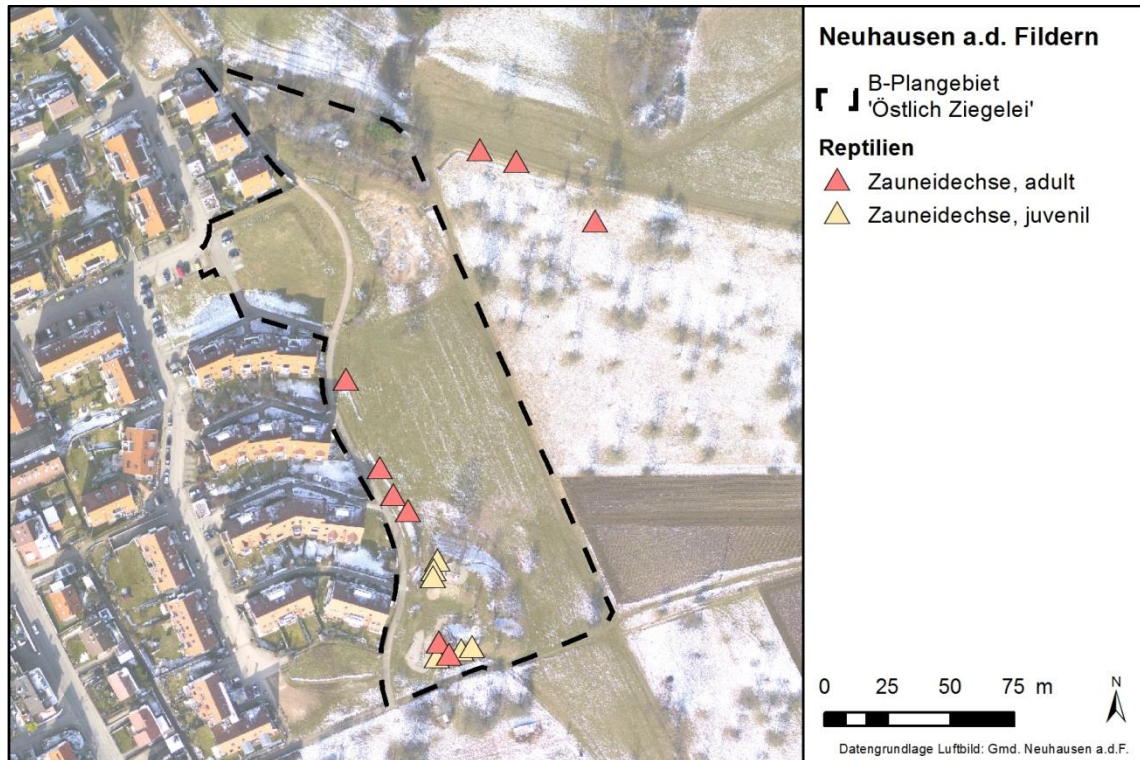 Neuhausen a.d. Fildern
B-Plangebiet
'Östlich Ziegelei'
Reptilien
Zauneidechse, adult
Zauneidechse, juvenil
0 25 50 75 m
N
Datengrundlage Luftbild: Gmd. Neuhausen a.d.F.